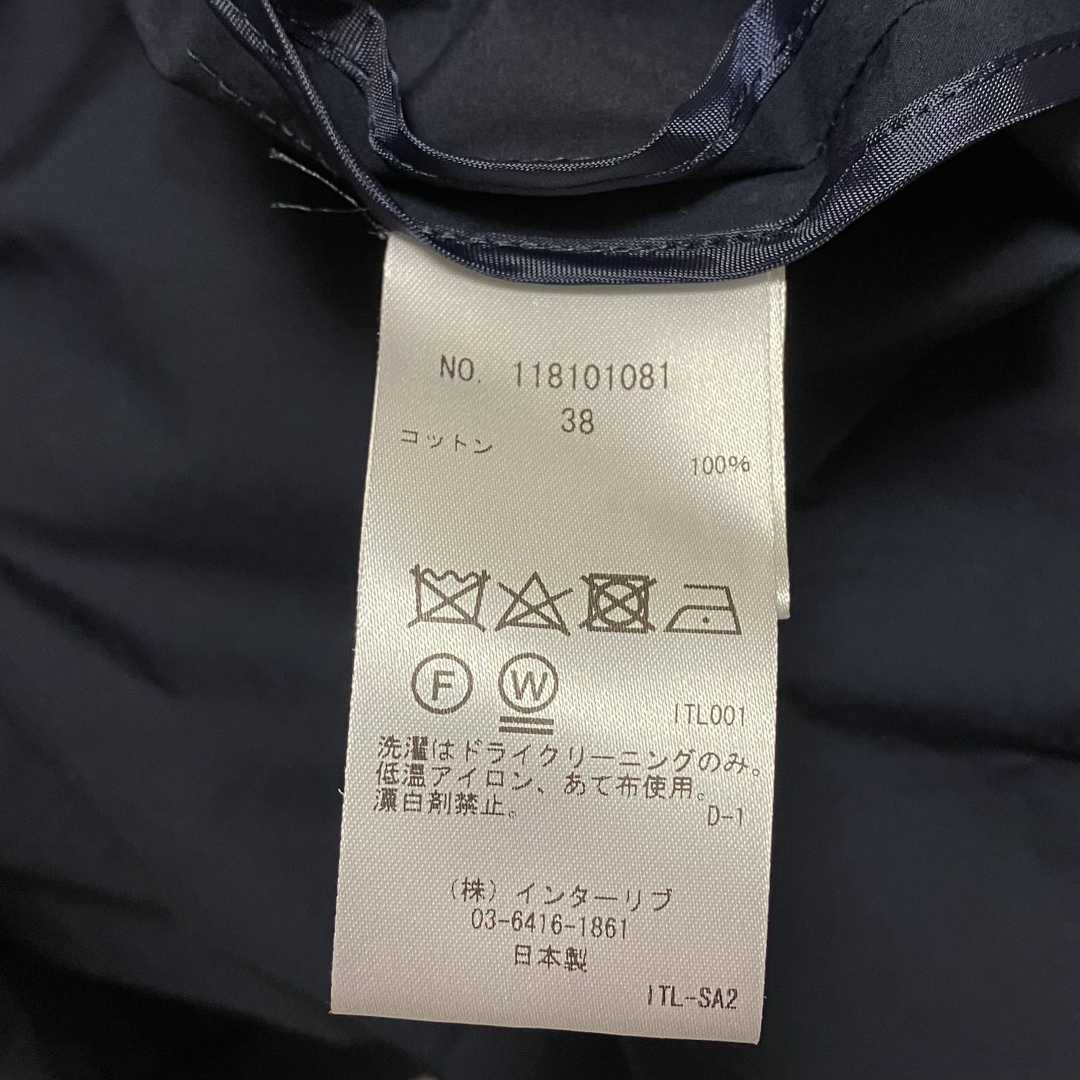 NO. 118101081
38
コットン 100%
F W
ITL001
洗濯はドライクリーニングのみ。
低温アイロン、あて布使用。
漂白剤禁止。 D-1
(株) インターリブ
03-6416-1861
日本製
ITL-SA2